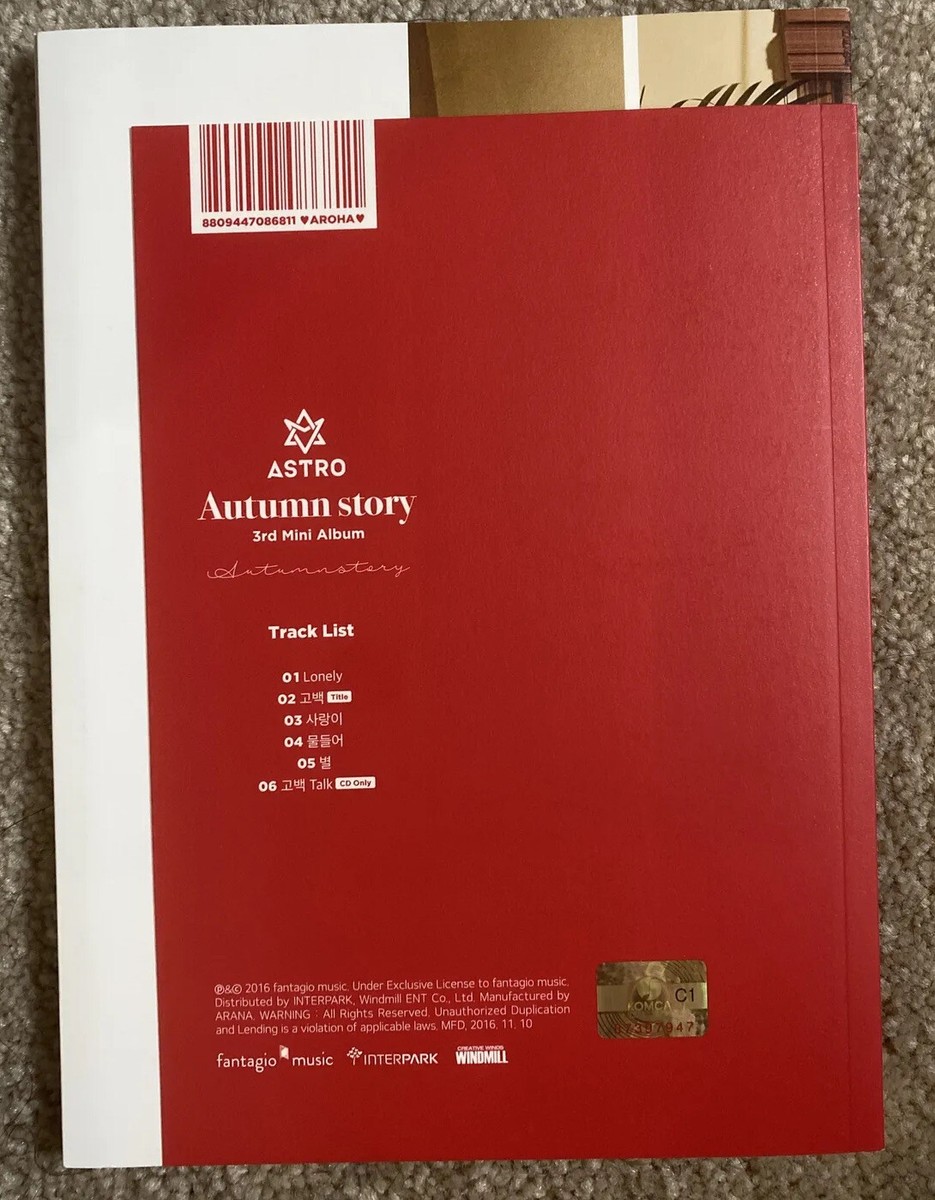 8809447086811 ♥AROHA♥
ASTRO
Autumn story
3rd Mini Album
Autumnstory
Track List
01 Lonely
02 고백 Title
03 사랑이
04 물들어
05 별
06 고백 Talk CD Only
℗&© 2016 fantagio music. Under Exclusive License to fantagio music.
Distributed by INTERPARK, Windmill ENT Co., Ltd. Manufactured by
ARANA. WARNING : All Rights Reserved. Unauthorized Duplication
and Lending is a violation of applicable laws. MFD, 2016. 11. 10
fantagio music INTERPARK CREATIVE WINDS WINDMILL
KOMCA C1